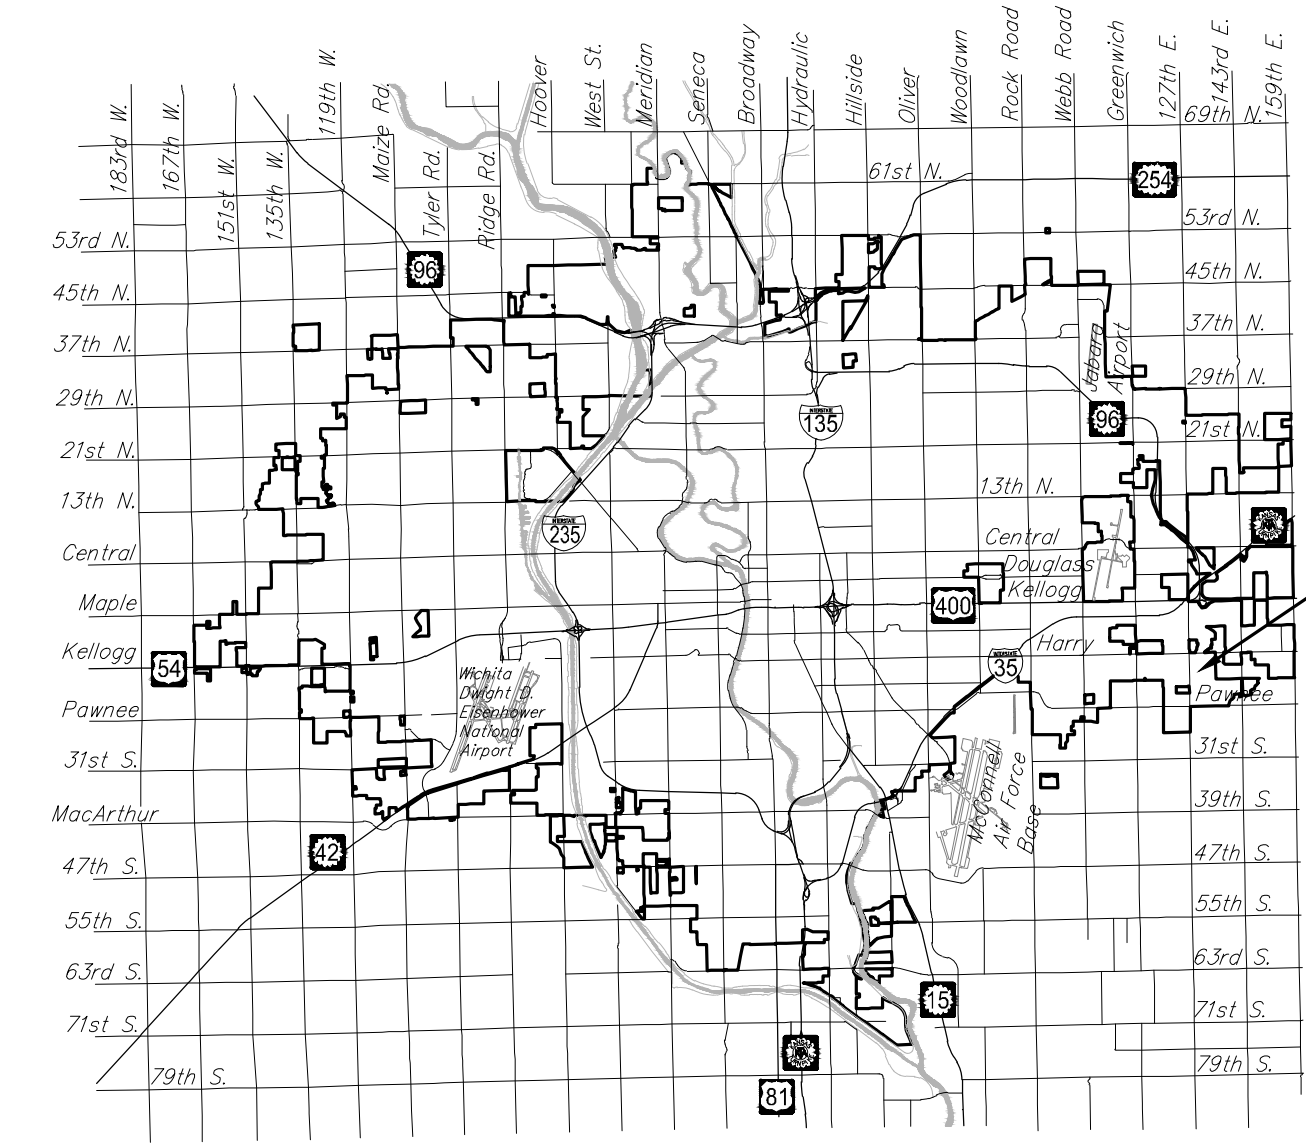 183rd W.
167th W.
151st W.
135th W.
119th W.
Maize Rd.
Tyler Rd.
Ridge Rd.
Hoover
West St.
Meridian
Seneca
Broadway
Hydraulic
Hillside
Oliver
Woodlawn
Rock Road
Webb Road
Greenwich
127th E.
143rd E.
159th E.
69th N.
61st N.
254
53rd N.
53rd N.
96
45th N.
45th N.
37th N.
37th N.
Jabara
Airport
29th N.
29th N.
INTERSTATE
135
96
21st N.
21st N.
13th N.
13th N.
INTERSTATE
235
Central
Central
Douglass
Kellogg
Maple
400
Kellogg
54
Harry
INTERSTATE
35
Wichita
Dwight D.
Eisenhower
National
Airport
Pawnee
Pawnee
31st S.
31st S.
McConnell
Air Force
Base
MacArthur
39th S.
42
47th S.
47th S.
55th S.
55th S.
63rd S.
63rd S.
15
71st S.
71st S.
79th S.
79th S.
81